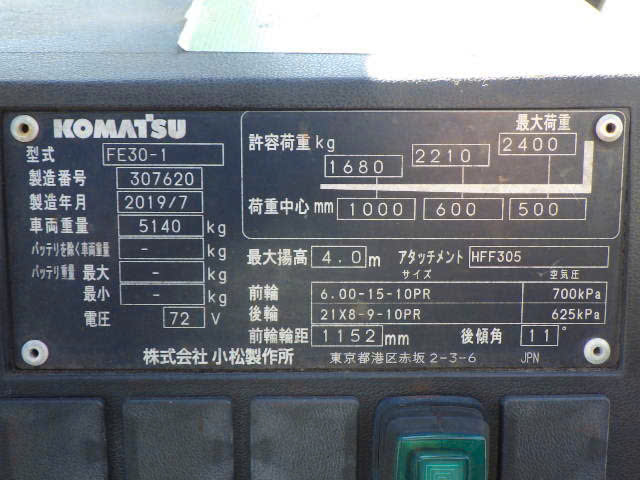 KOMATSU
型式 FE30-1
製造番号 307620
製造年月 2019/7
車両重量 5140 kg
バッテリを除く車両重量 - kg
バッテリ重量 最大 - kg
最小 - kg
電圧 72 V
最大荷重
許容荷重 kg 1680 2210 2400
荷重中心 mm 1000 600 500
最大揚高 4.0 m アタッチメント HFF305
サイズ 空気圧
前輪 6.00-15-10PR 700kPa
後輪 21X8-9-10PR 625kPa
前輪輪距 1152 mm 後傾角 11°
株式会社 小松製作所 東京都港区赤坂 2-3-6 JPN